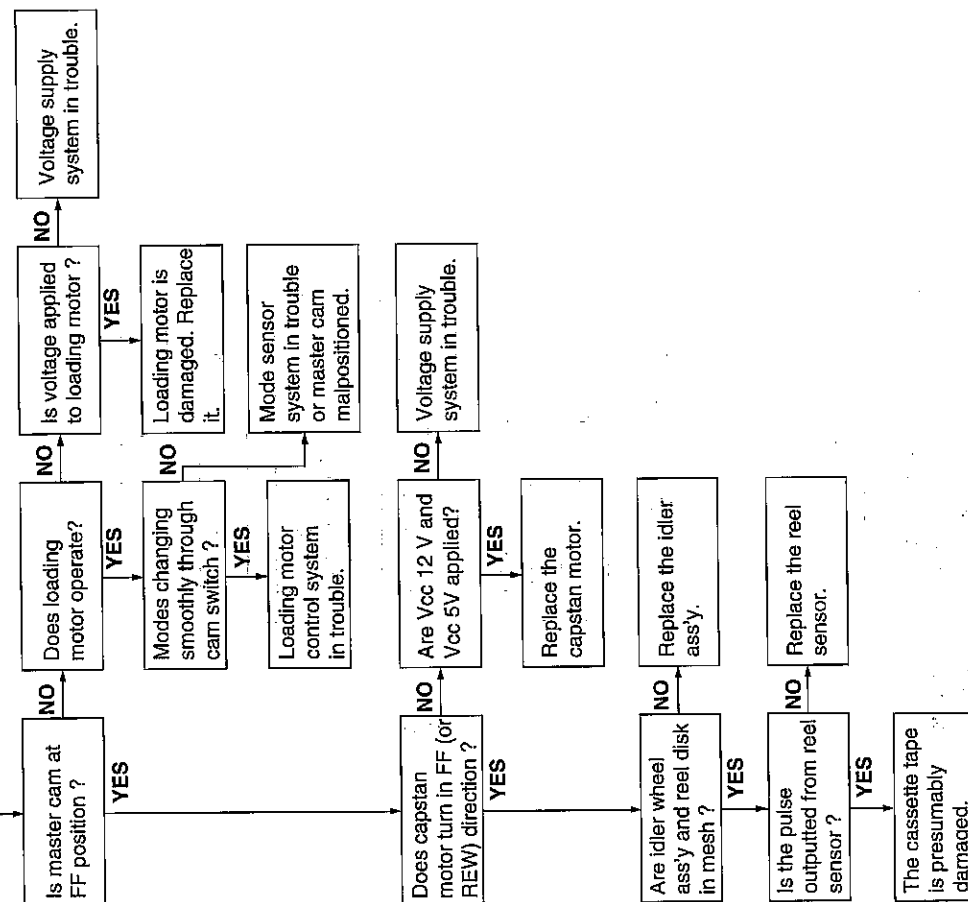 Is master cam at
FF position ?
NO
Does loading
motor operate?
NO
Is voltage applied
to loading motor ?
NO
Voltage supply
system in trouble.
YES
Loading motor is
damaged. Replace
it.
YES
Modes changing
smoothly through
cam switch ?
NO
Mode sensor
system in trouble
or master cam
malpositioned.
YES
Loading motor
control system
in trouble.
YES
Does capstan
motor turn in FF (or
REW) direction ?
NO
Are Vcc 12 V and
Vcc 5V applied?
NO
Voltage supply
system in trouble.
YES
Replace the
capstan motor.
YES
Are idler wheel
ass'y and reel disk
in mesh ?
NO
Replace the idler
ass'y.
YES
Is the pulse
outputted from reel
sensor ?
NO
Replace the reel
sensor.
YES
The cassette tape
is presumably
damaged.